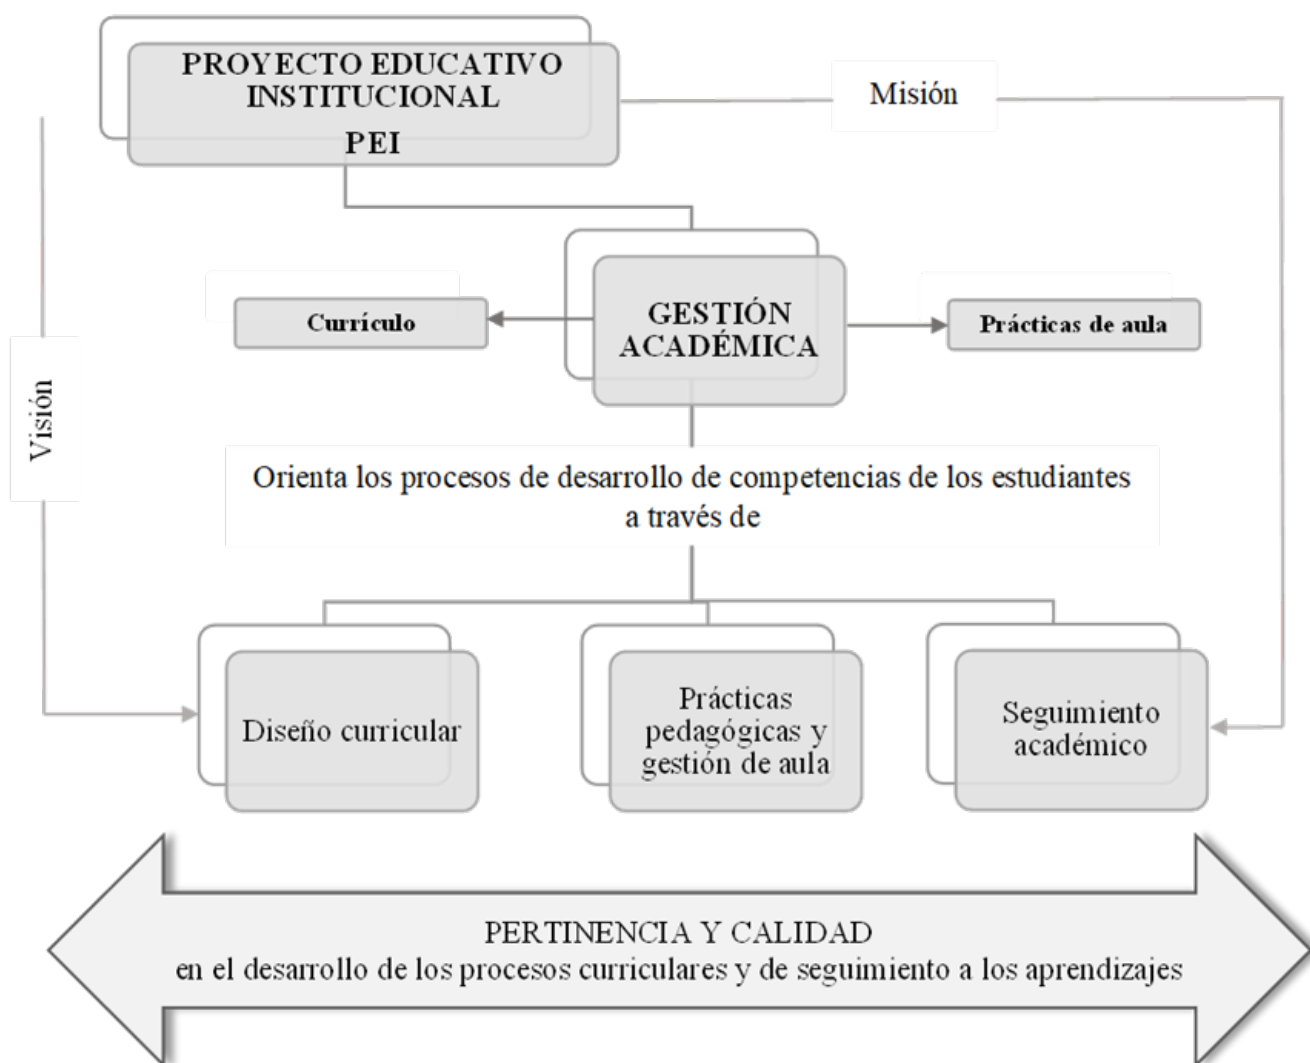 PROYECTO EDUCATIVO
INSTITUCIONAL
PEI
Misión
GESTIÓN
ACADÉMICA
Currículo
Prácticas de aula
Visión
Orienta los procesos de desarrollo de competencias de los estudiantes
a través de
Diseño curricular
Prácticas
pedagógicas y
gestión de aula
Seguimiento
académico
PERTINENCIA Y CALIDAD
en el desarrollo de los procesos curriculares y de seguimiento a los aprendizajes